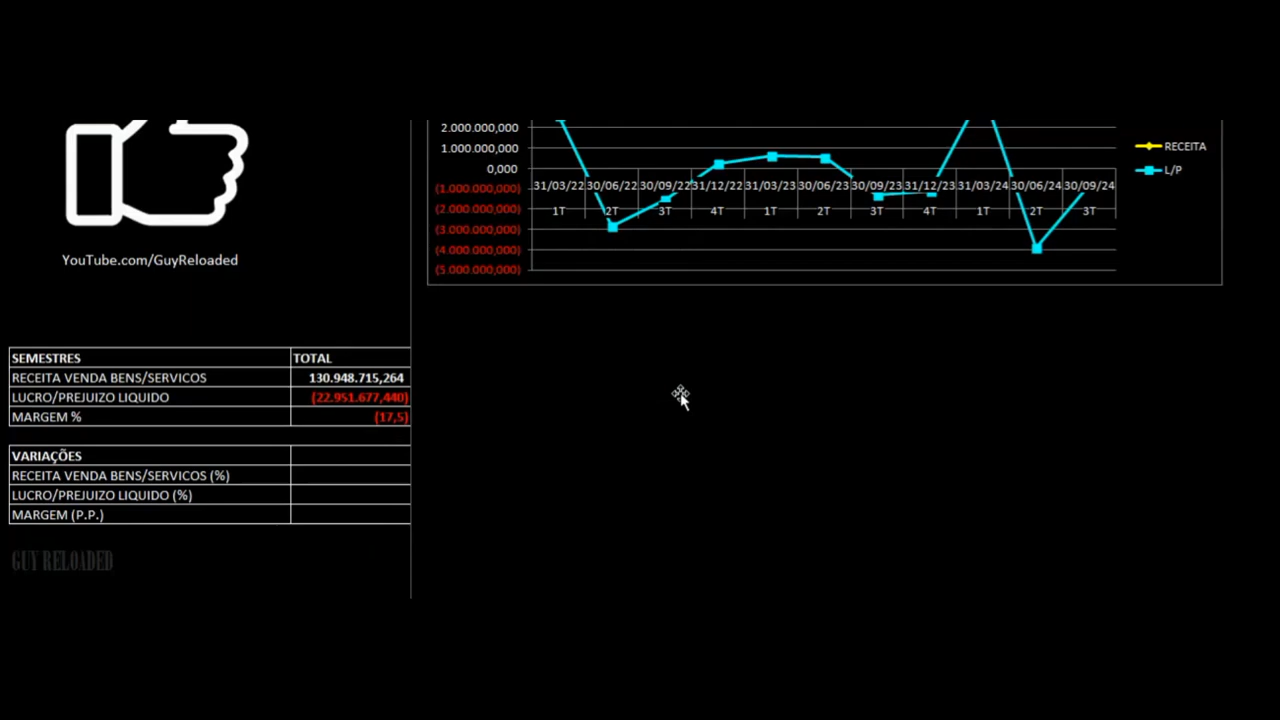 2.000.000,000
1.000.000,000
0,000
(1.000.000,000)
(2.000.000,000)
(3.000.000,000)
(4.000.000,000)
(5.000.000,000)
31/03/22 30/06/22 30/09/22 31/12/22 31/03/23 30/06/23 30/09/23 31/12/23 31/03/24 30/06/24 30/09/24
1T 2T 3T 4T 1T 2T 3T 4T 1T 2T 3T
RECEITA
L/P
YouTube.com/GuyReloaded
SEMESTRES TOTAL
RECEITA VENDA BENS/SERVICOS 130.948.715,264
LUCRO/PREJUIZO LIQUIDO (22.951.677,440)
MARGEM % (17,5)
VARIAÇÕES
RECEITA VENDA BENS/SERVICOS (%)
LUCRO/PREJUIZO LIQUIDO (%)
MARGEM (P.P.)
GUY RELOADED